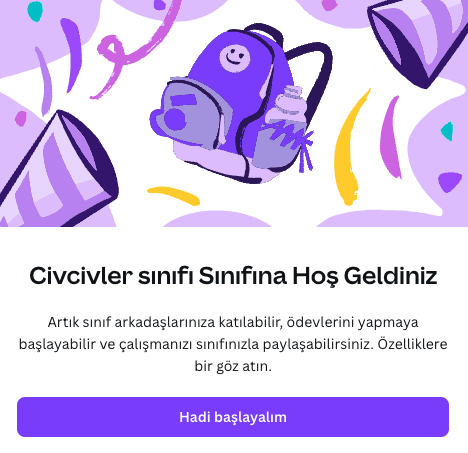 Civcivler sınıfı Sınıfına Hoş Geldiniz
Artık sınıf arkadaşlarınıza katılabilir, ödevlerini yapmaya
başlayabilir ve çalışmanızı sınıfınızla paylaşabilirsiniz. Özelliklere
bir göz atın.
Hadi başlayalım